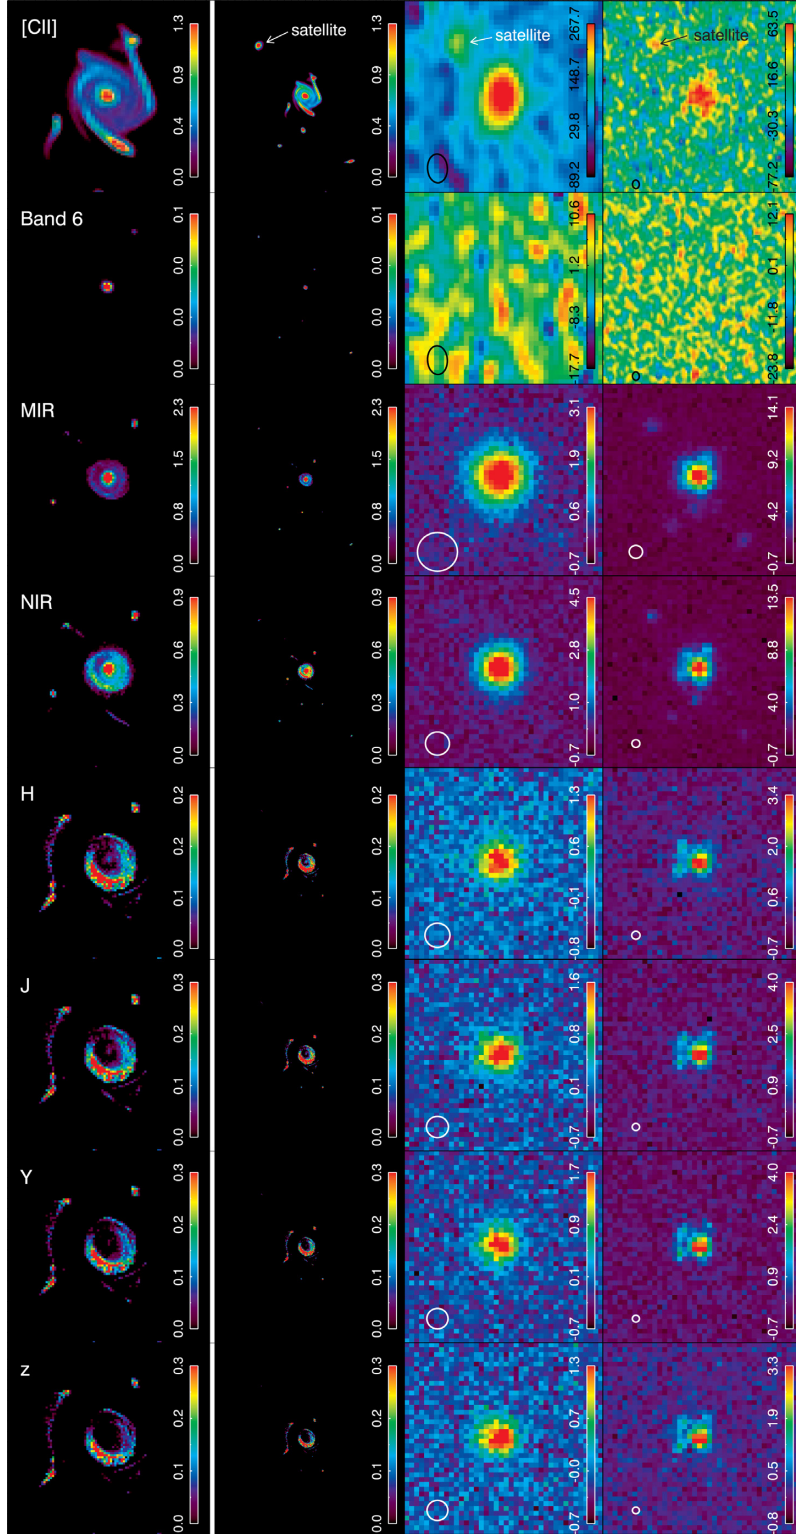 [CII]
0.0 0.4 0.9 1.3
satellite
0.0 0.4 0.9 1.3
satellite
-89.2 29.8 148.7 267.7
satellite
-77.2 -30.3 16.6 63.5
Band 6
0.0 0.0 0.0 0.1
0.0 0.0 0.0 0.1
-17.7 -8.3 1.2 10.6
-23.8 -11.8 0.1 12.1
MIR
0.0 0.8 1.5 2.3
0.0 0.8 1.5 2.3
-0.7 0.6 1.9 3.1
-0.7 4.2 9.2 14.1
NIR
0.0 0.3 0.6 0.9
0.0 0.3 0.6 0.9
-0.7 1.0 2.8 4.5
-0.7 4.0 8.8 13.5
H
0.0 0.1 0.2 0.2
0.0 0.1 0.2 0.2
-0.8 -0.1 0.6 1.3
-0.7 0.6 2.0 3.4
J
0.0 0.1 0.2 0.3
0.0 0.1 0.2 0.3
-0.7 0.1 0.8 1.6
-0.7 0.9 2.5 4.0
Y
0.0 0.1 0.2 0.3
0.0 0.1 0.2 0.3
-0.7 0.1 0.9 1.7
-0.7 0.9 2.4 4.0
z
0.0 0.1 0.2 0.3
0.0 0.1 0.2 0.3
-0.7 -0.0 0.7 1.3
-0.8 0.5 1.9 3.3